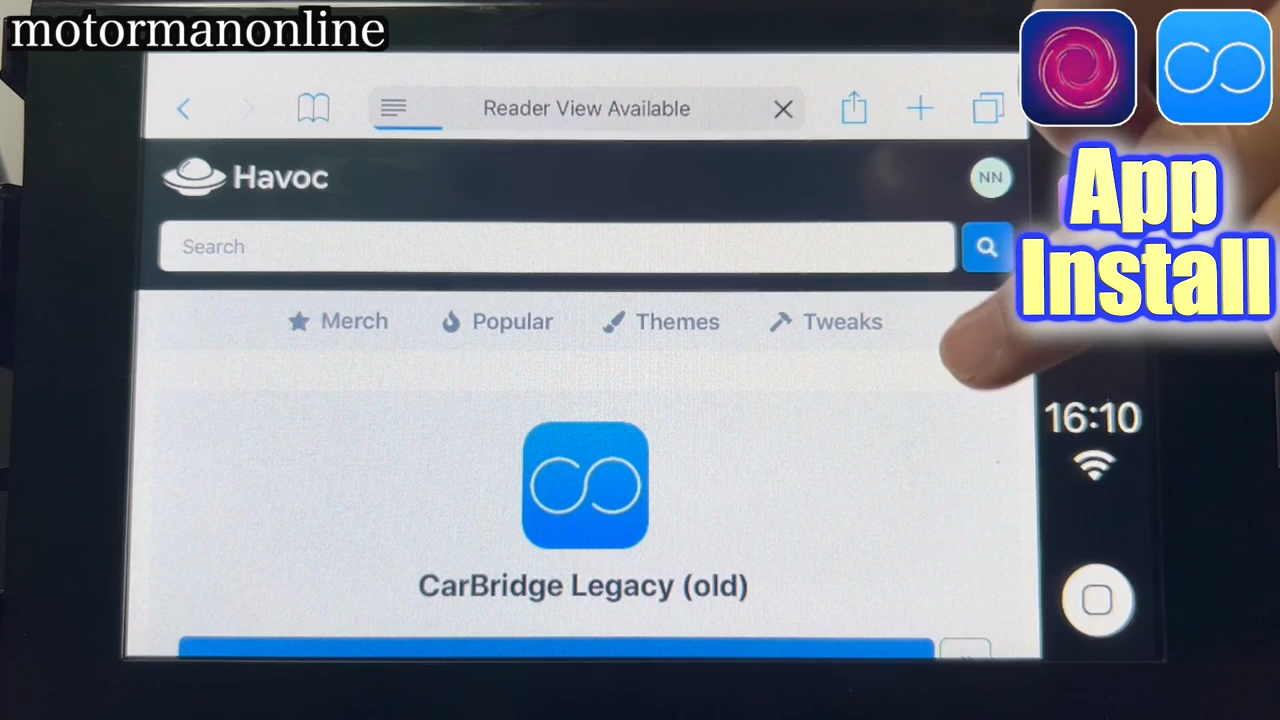 motormanonline
Reader View Available
Havoc
NN
Search
App
Install
Merch
Popular
Themes
Tweaks
16:10
CarBridge Legacy (old)